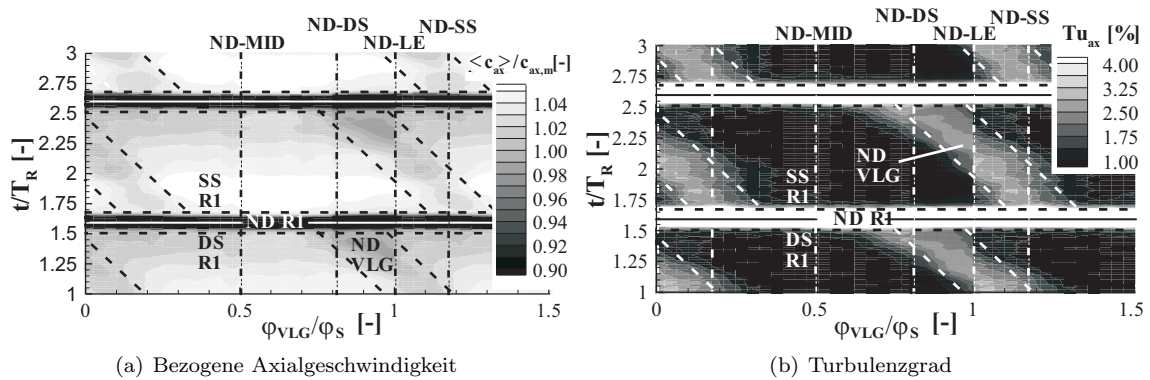 ND-DS
ND-SS
ND-MID
ND-LE
<c_ax>/c_ax,m[-]
3
2.75
2.5
2.25
2
1.75
1.5
1.25
1
t/T_R [-]
1.04
1.02
1.00
0.98
0.96
0.94
0.92
0.90
SS
R1
ND R1
DS
R1
ND
VLG
0
0.5
1
1.5
φ_VLG/φ_S [-]
(a) Bezogene Axialgeschwindigkeit
ND-DS
ND-SS
ND-MID
ND-LE
Tu_ax [%]
3
2.75
2.5
2.25
2
1.75
1.5
1.25
1
t/T_R [-]
4.00
3.25
2.50
1.75
1.00
ND
VLG
SS
R1
ND R1
DS
R1
0
0.5
1
1.5
φ_VLG/φ_S [-]
(b) Turbulenzgrad